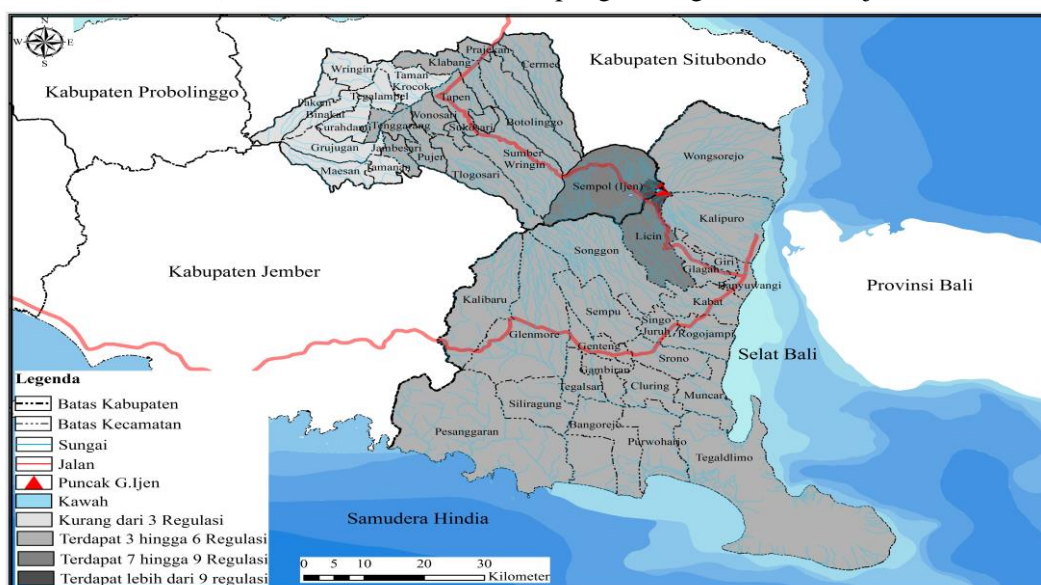 N
W E
S
Kabupaten Probolinggo
Kabupaten Situbondo
Prajekan
Klabang
Cermee
Wringin
Taman
Krocok
Tegalampel
Tapen
Pakem
Binakal
Wonosari
Botolinggo
Curahdami
Tenggarang
Sukosari
Grujugan
Jambesari
Pujer
Sumber
Wringin
Maesan
Tamanan
Tlogosari
Wongsorejo
Sempol (Ijen)
Kalipuro
Licin
Songgon
Giri
Glagah
Banyuwangi
Kabupaten Jember
Provinsi Bali
Kalibaru
Kabat
Sempu
Singo
Juruh
Rogojampi
Glenmore
Genteng
Srono
Selat Bali
Gambiran
Tegalsari
Cluring
Muncar
Siliragung
Pesanggaran
Bangorejo
Purwoharjo
Tegaldlimo
Samudera Hindia
Legenda
Batas Kabupaten
Batas Kecamatan
Sungai
Jalan
Puncak G.Ijen
Kawah
Kurang dari 3 Regulasi
Terdapat 3 hingga 6 Regulasi
Terdapat 7 hingga 9 Regulasi
Terdapat lebih dari 9 regulasi
0 5 10 20 30
Kilometer